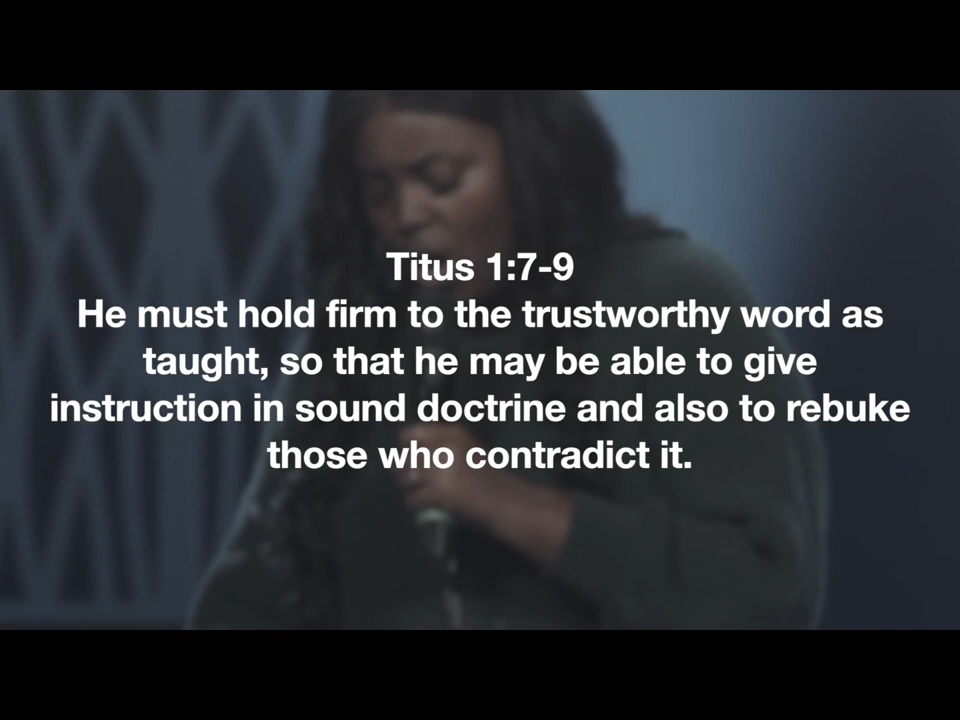 Titus 1:7-9
He must hold firm to the trustworthy word as
taught, so that he may be able to give
instruction in sound doctrine and also to rebuke
those who contradict it.